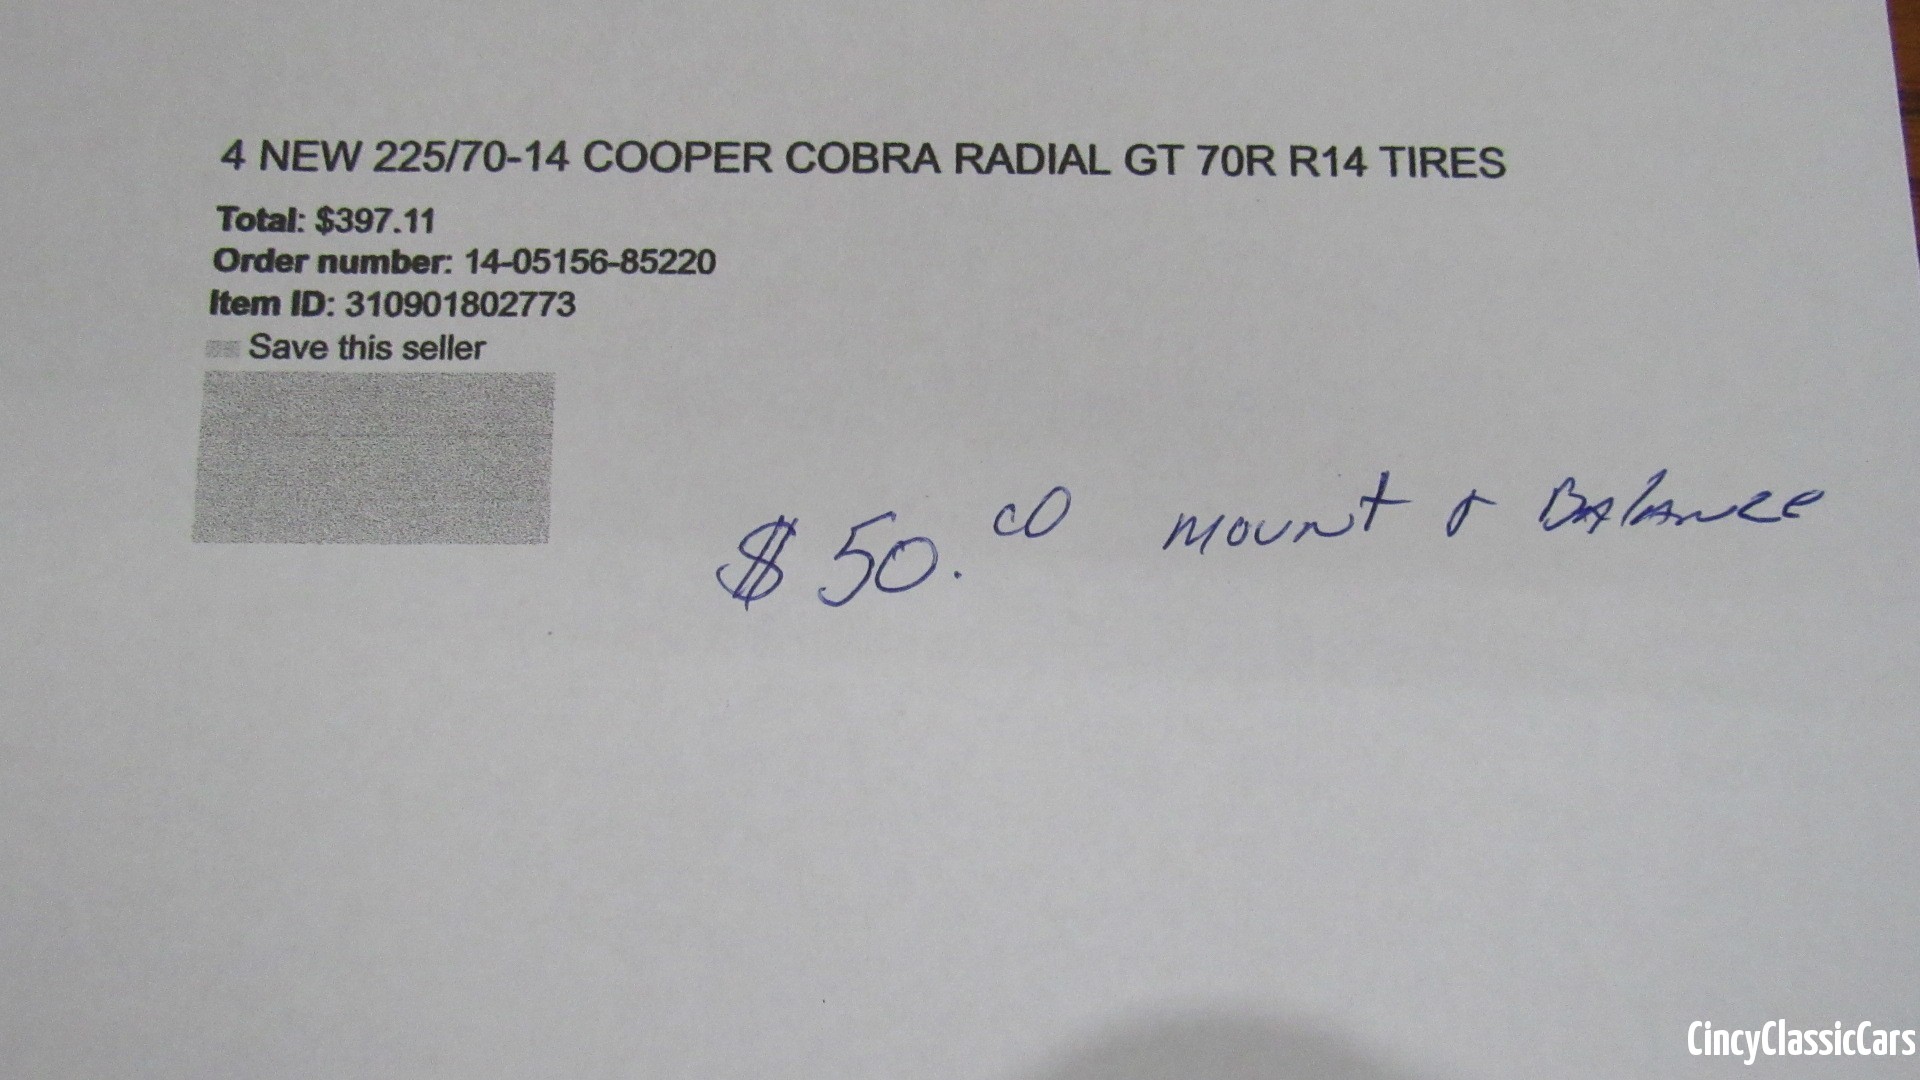 4 NEW 225/70-14 COOPER COBRA RADIAL GT 70R R14 TIRES
Total: $397.11
Order number: 14-05156-85220
Item ID: 310901802773
Save this seller
$50.00 mount & Balance
CincyClassicCars